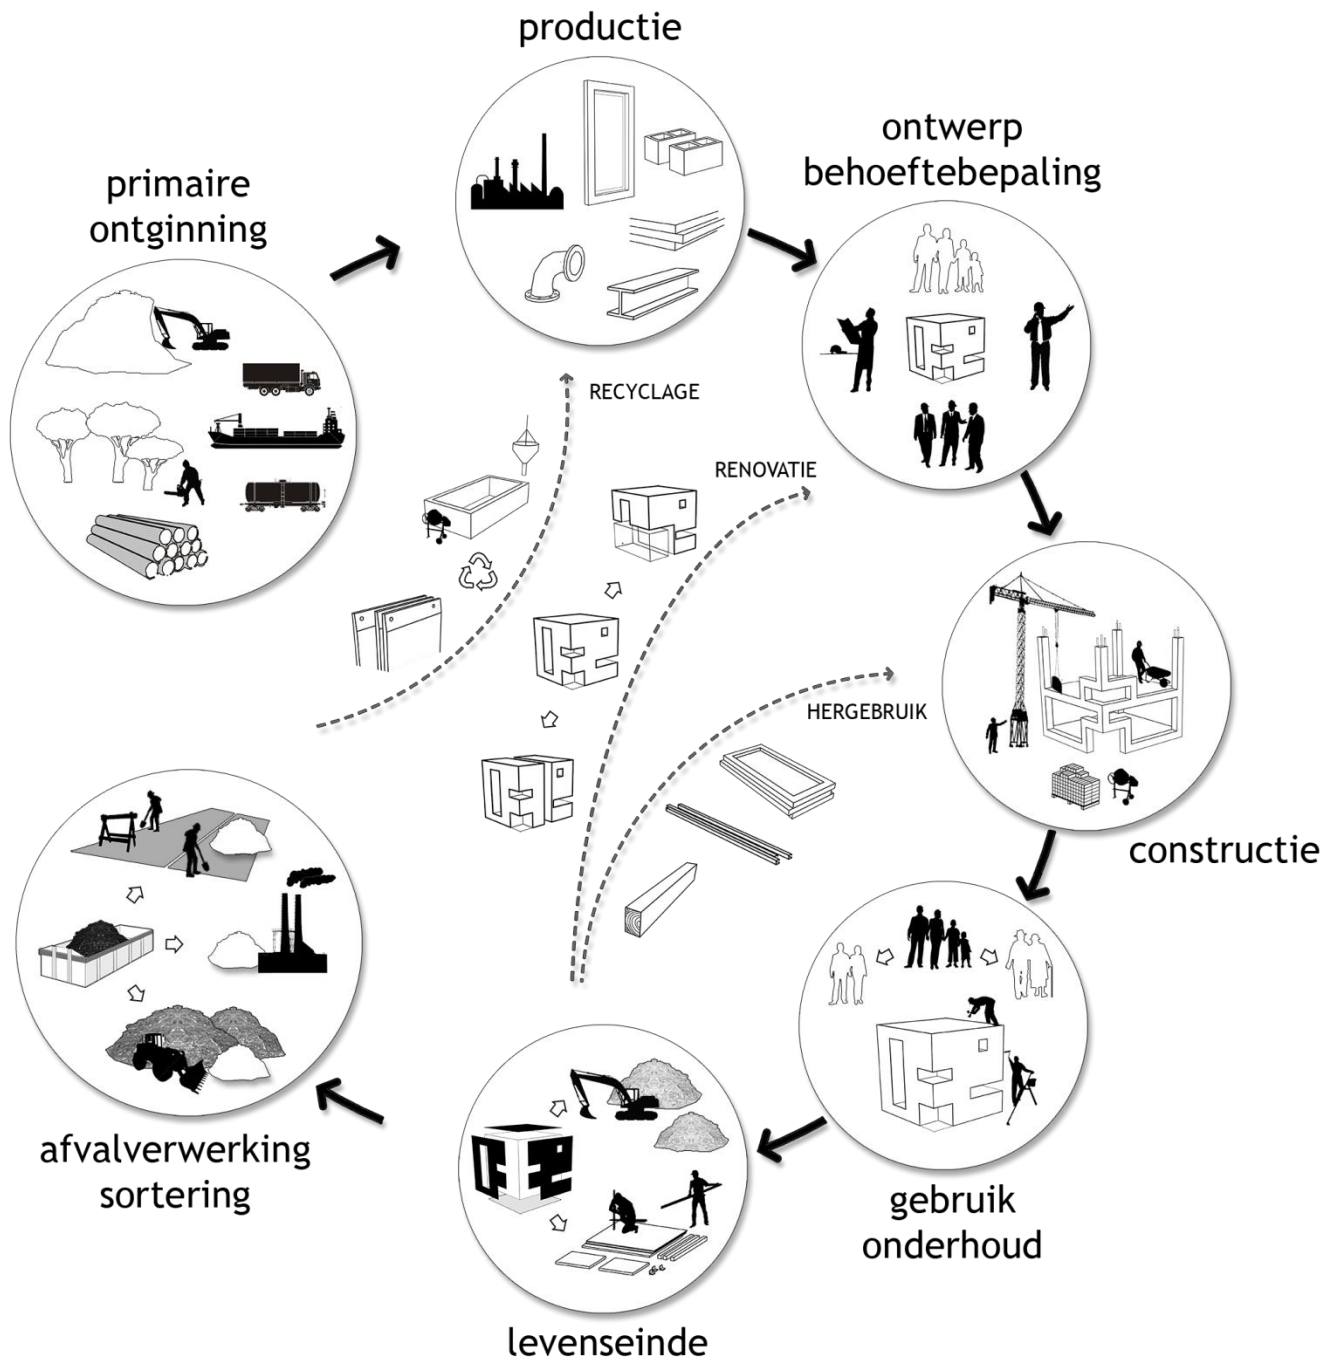 productie
ontwerp
behoeftebepaling
primaire
ontginning
RECYCLAGE
RENOVATIE
HERGEBRUIK
constructie
afvalverwerking
sortering
gebruik
onderhoud
levenseinde